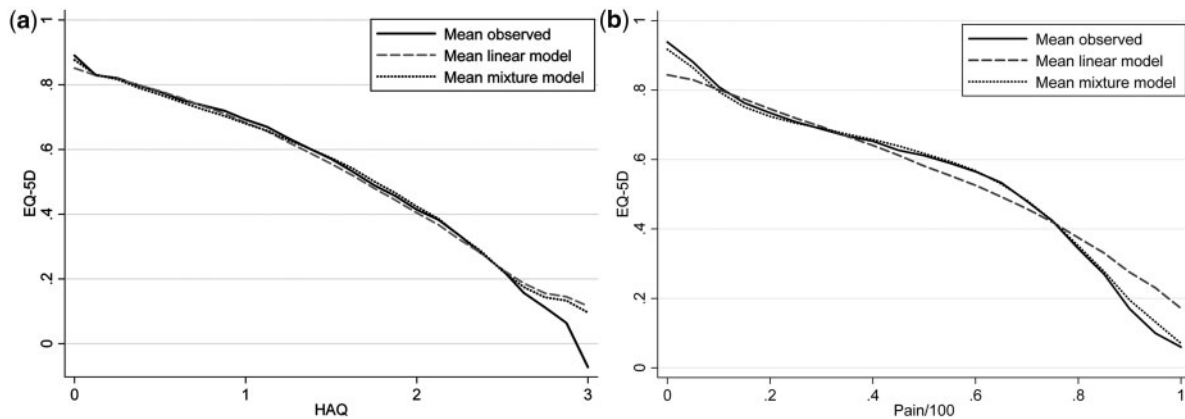 (a)
1
.8
.6
.4
.2
0
EQ-5D
0 1 2 3
HAQ
Mean observed
Mean linear model
Mean mixture model
(b)
1
.8
.6
.4
.2
0
EQ-5D
0 .2 .4 .6 .8 1
Pain/100
Mean observed
Mean linear model
Mean mixture model